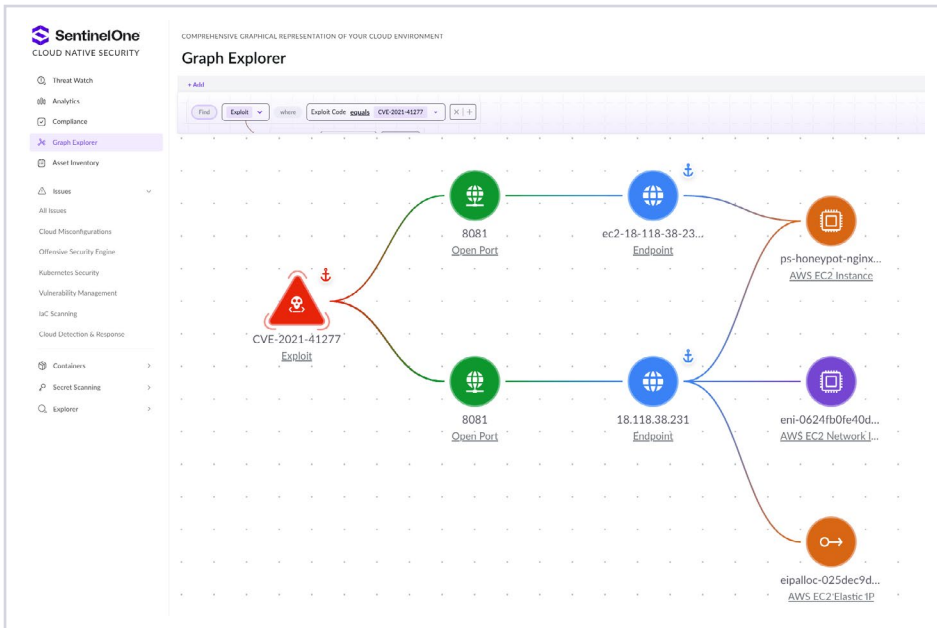 SentinelOne
CLOUD NATIVE SECURITY
Threat Watch
Analytics
Compliance
Graph Explorer
Asset Inventory
Issues
All Issues
Cloud Misconfigurations
Offensive Security Engine
Kubernetes Security
Vulnerability Management
IaC Scanning
Cloud Detection & Response
Containers
Secret Scanning
Explorer
COMPREHENSIVE GRAPHICAL REPRESENTATION OF YOUR CLOUD ENVIRONMENT
Graph Explorer
+ Add
Find Exploit where Exploit Code equals CVE-2021-41277
CVE-2021-41277
Exploit
8081
Open Port
ec2-18-118-38-23...
Endpoint
ps-honeypot-nginx...
AWS EC2 Instance
8081
Open Port
18.118.38.231
Endpoint
eni-0624fb0fe40d...
AWS EC2 Network I...
eipalloc-025dec9d...
AWS EC2 Elastic IP